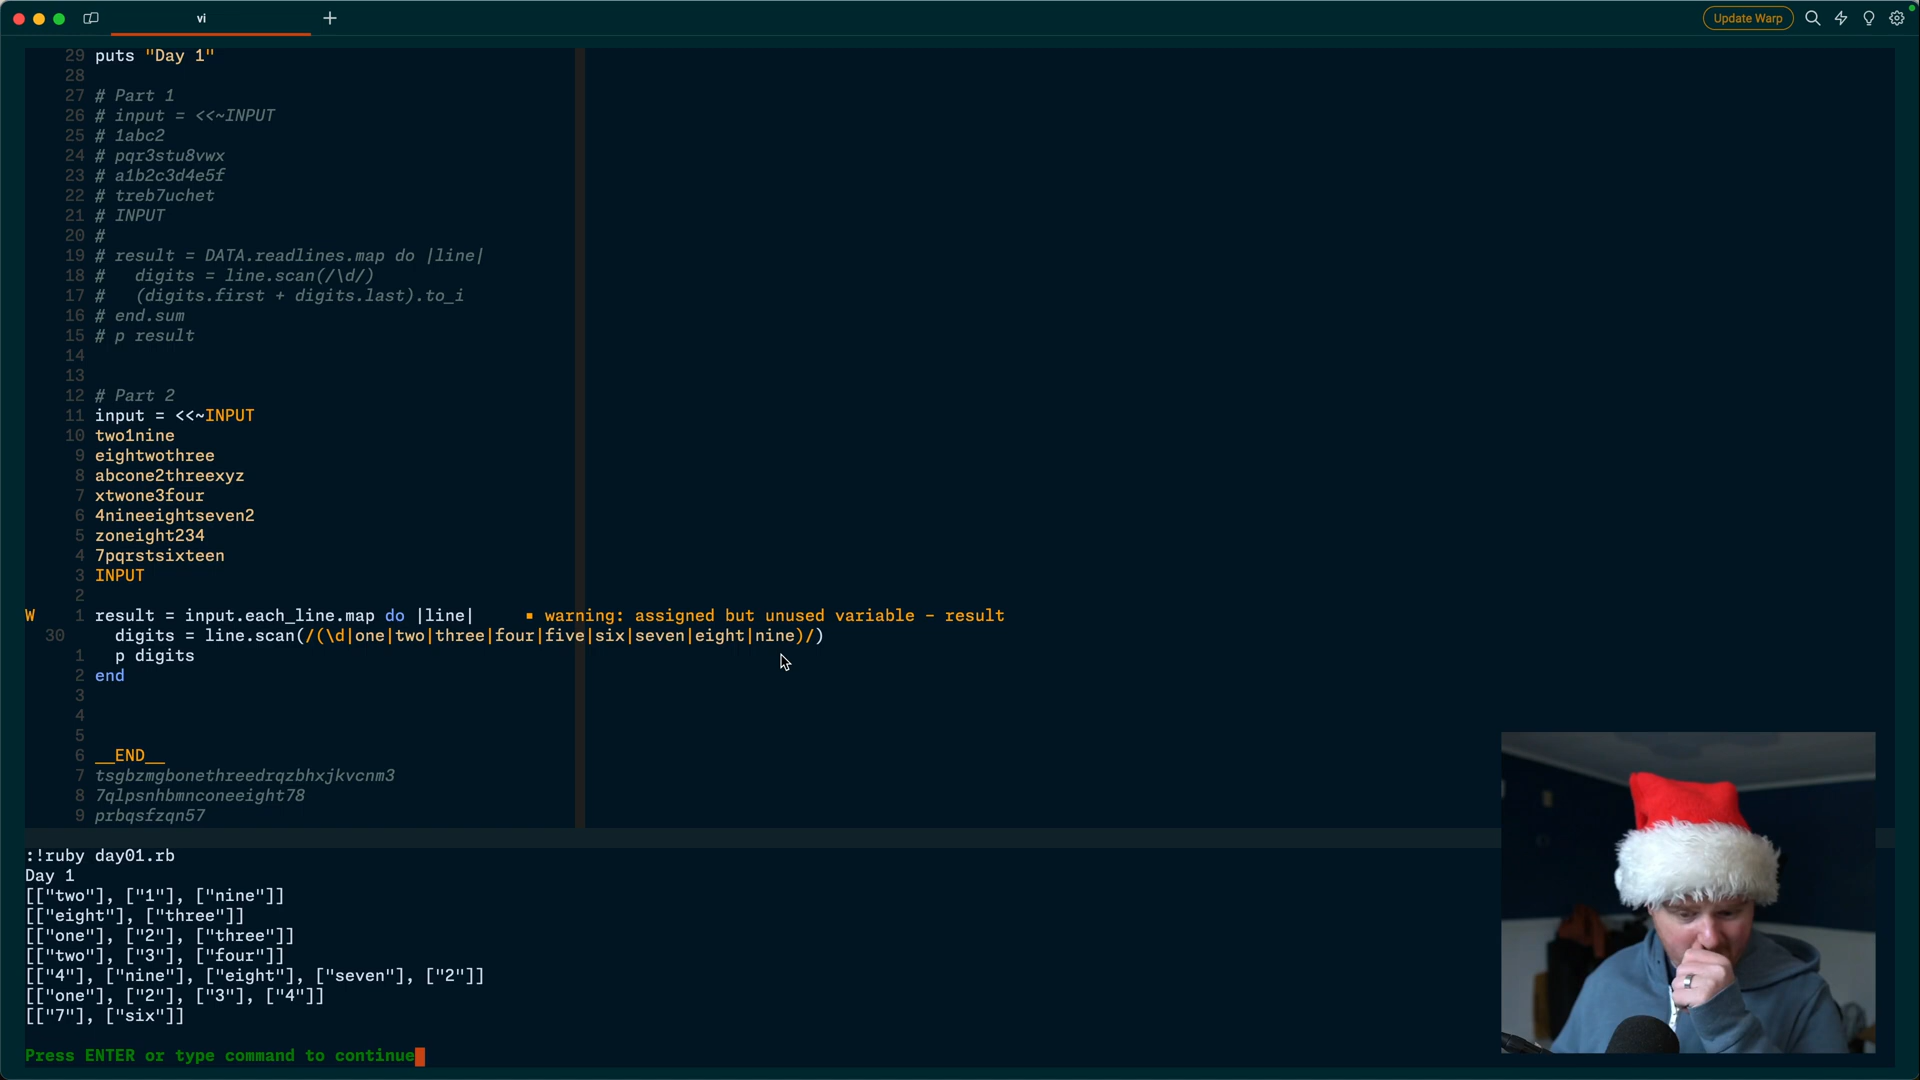 vi
Update Warp
29 puts "Day 1"
28
27 # Part 1
26 # input = <<~INPUT
25 # 1abc2
24 # pqr3stu8vwx
23 # a1b2c3d4e5f
22 # treb7uchet
21 # INPUT
20 #
19 # result = DATA.readlines.map do |line|
18 #   digits = line.scan(/\d/)
17 #   (digits.first + digits.last).to_i
16 # end.sum
15 # p result
14
13
12 # Part 2
11 input = <<~INPUT
10 two1nine
9 eightwothree
8 abcone2threexyz
7 xtwone3four
6 4nineeightseven2
5 zoneight234
4 7pqrstsixteen
3 INPUT
2
W 1 result = input.each_line.map do |line| ▪ warning: assigned but unused variable - result
30   digits = line.scan(/(\d|one|two|three|four|five|six|seven|eight|nine)/)
1   p digits
2 end
3
4
5
6 __END__
7 tsgbzmgbonethreedrqzbhxjkvcnm3
8 7qlpsnhbmnconeeight78
9 prbqsfzqn57
:!ruby day01.rb
Day 1
[["two"], ["1"], ["nine"]]
[["eight"], ["three"]]
[["one"], ["2"], ["three"]]
[["two"], ["3"], ["four"]]
[["4"], ["nine"], ["eight"], ["seven"], ["2"]]
[["one"], ["2"], ["3"], ["4"]]
[["7"], ["six"]]
Press ENTER or type command to continue